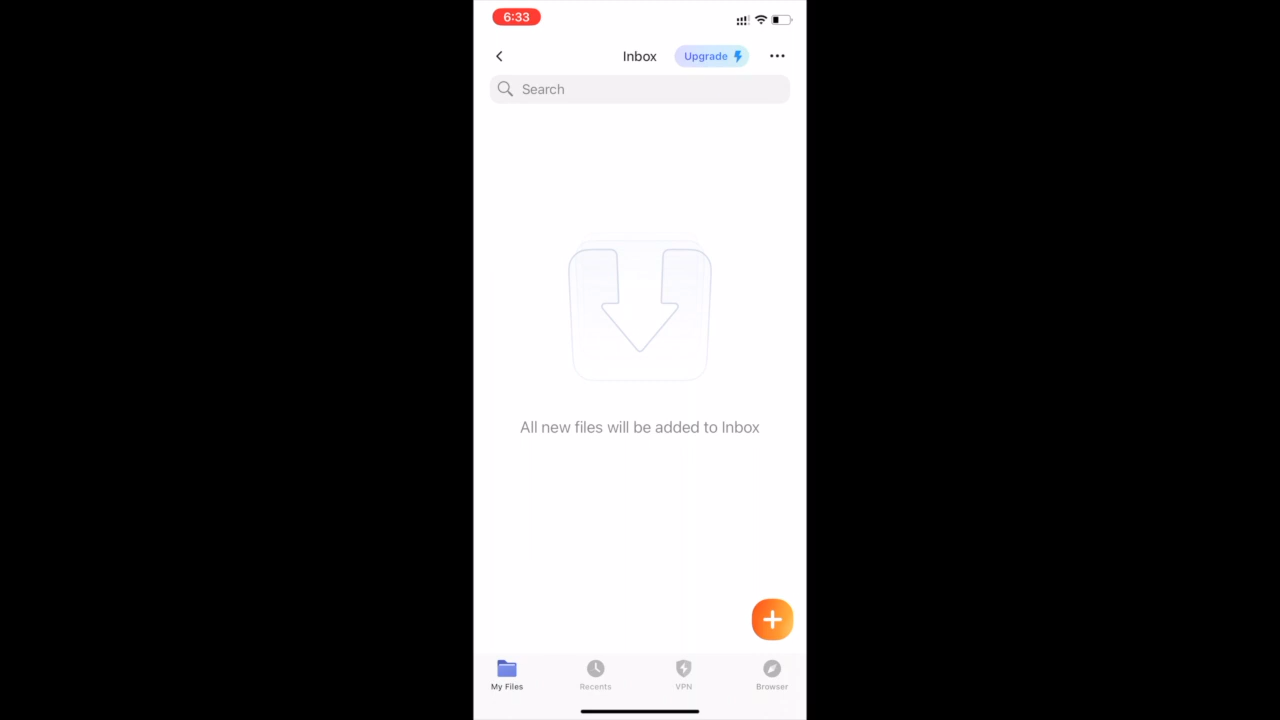 6:33
Inbox
Upgrade
Search
All new files will be added to Inbox
My Files
Recents
VPN
Browser